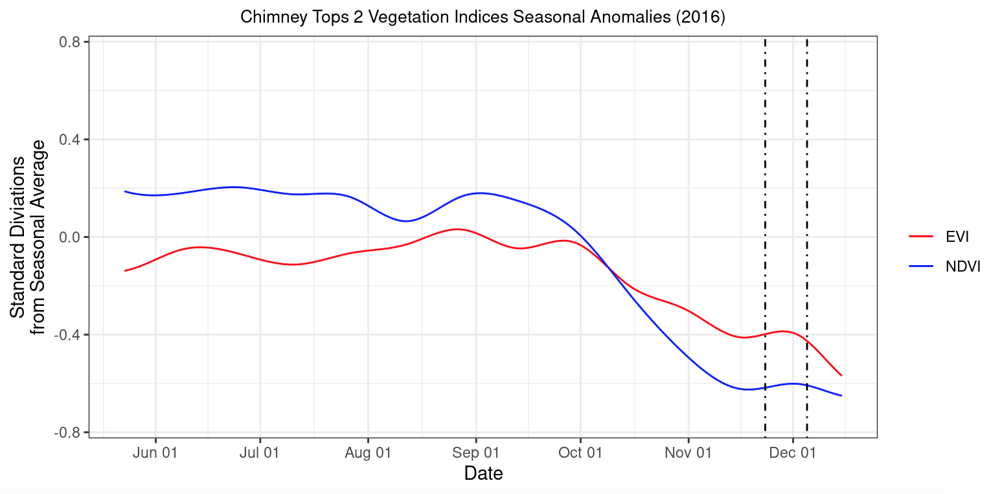 Chimney Tops 2 Vegetation Indices Seasonal Anomalies (2016)
Standard Diviations
from Seasonal Average
0.8
0.4
0.0
-0.4
-0.8
Jun 01
Jul 01
Aug 01
Sep 01
Oct 01
Nov 01
Dec 01
Date
EVI
NDVI